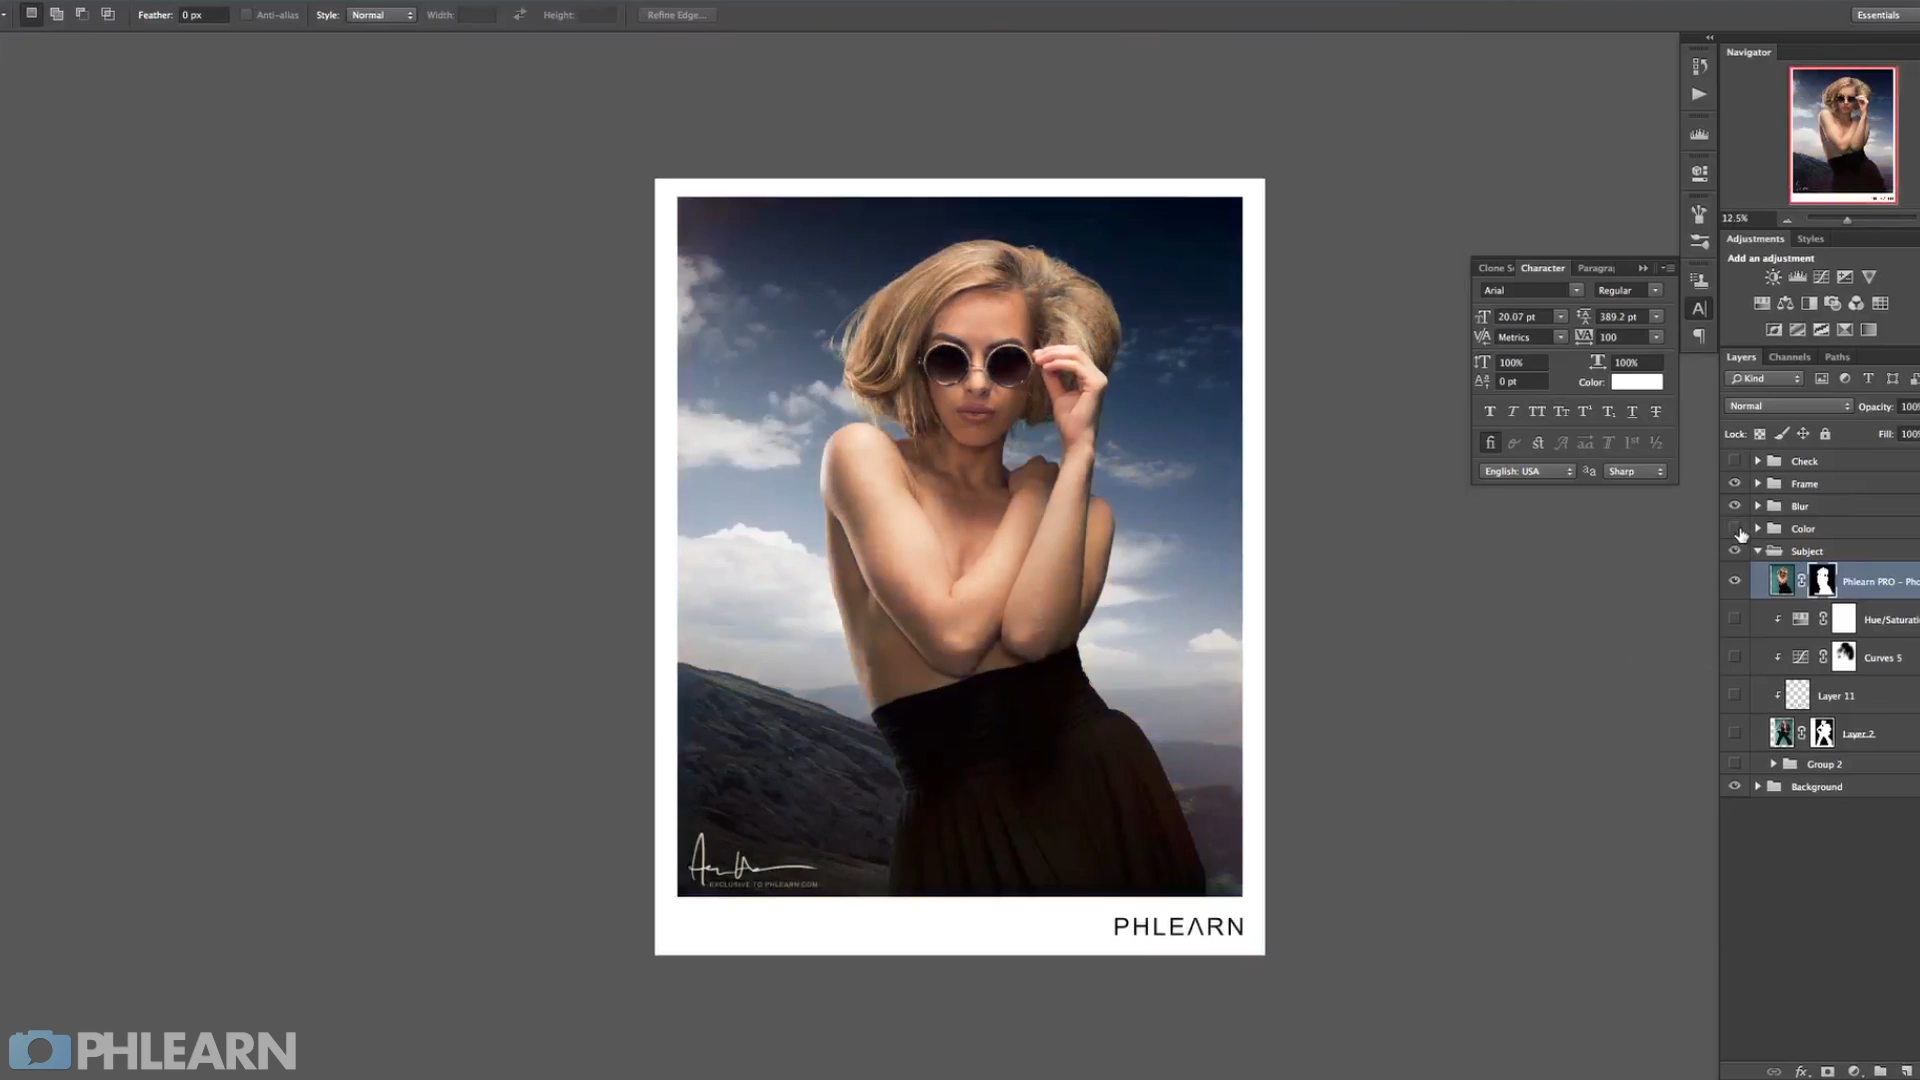 Feather: 0 px Anti-alias Style: Normal Width: Height: Refine Edge... Essentials
Navigator
12.5%
Adjustments Styles
Add an adjustment
Clone S Character Paragra
Arial Regular
20.07 pt 389.2 pt
Metrics 100
100% 100%
0 pt Color:
English: USA Sharp
Layers Channels Paths
Kind
Normal Opacity: 100%
Lock: Fill: 100%
Check
Frame
Blur
Color
Subject
Phlearn PRO - Pho
Hue/Saturati
Curves 5
Layer 11
Layer 2
Group 2
Background
EXCLUSIVE TO PHLEARN.COM
PHLEARN
PHLEARN
fx